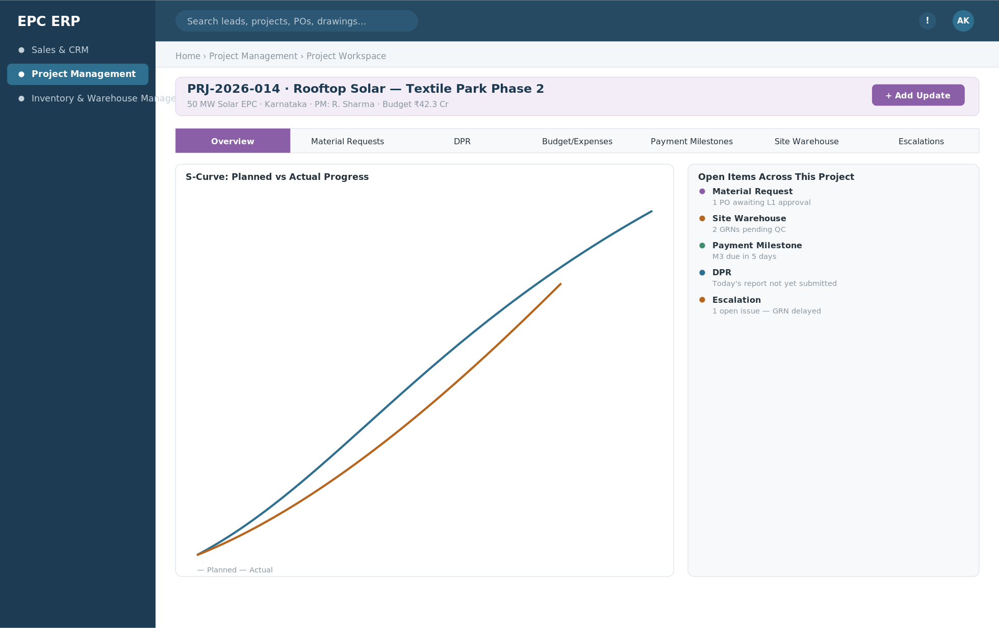 EPC ERP
Search leads, projects, POs, drawings...
!
AK
Sales & CRM
Project Management
Inventory & Warehouse Manage
Home › Project Management › Project Workspace
PRJ-2026-014 · Rooftop Solar — Textile Park Phase 2
50 MW Solar EPC · Karnataka · PM: R. Sharma · Budget ₹42.3 Cr
+ Add Update
Overview
Material Requests
DPR
Budget/Expenses
Payment Milestones
Site Warehouse
Escalations
S-Curve: Planned vs Actual Progress
— Planned — Actual
Open Items Across This Project
Material Request
1 PO awaiting L1 approval
Site Warehouse
2 GRNs pending QC
Payment Milestone
M3 due in 5 days
DPR
Today's report not yet submitted
Escalation
1 open issue — GRN delayed